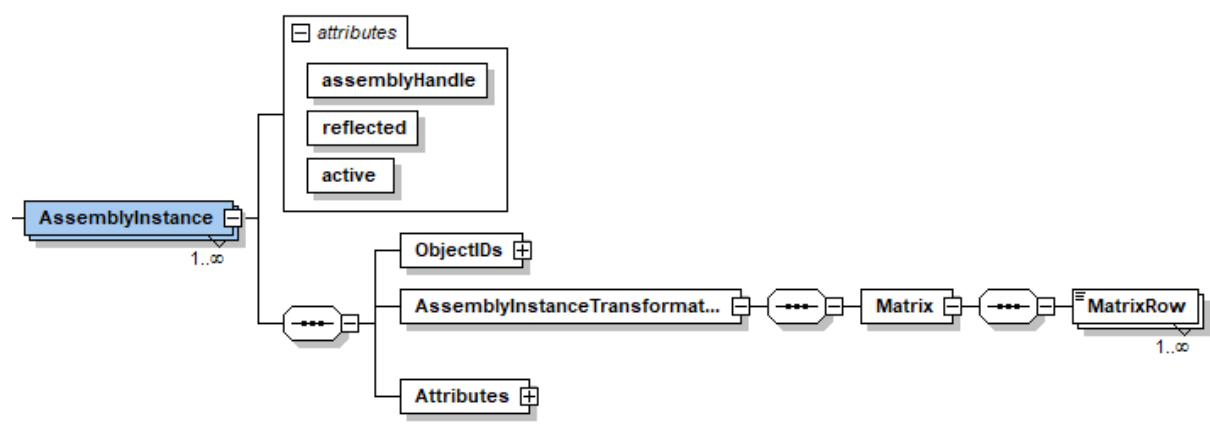 attributes
assemblyHandle
reflected
active
AssemblyInstance
1..∞
ObjectIDs
AssemblyInstanceTransformat...
Matrix
MatrixRow
1..∞
Attributes